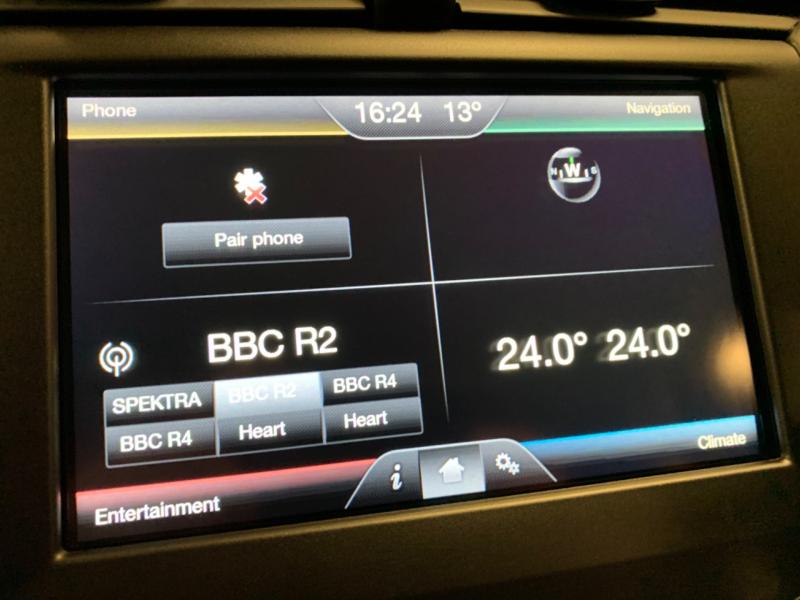 Phone 16:24 13° Navigation
N W S
Pair phone
BBC R2
24.0° 24.0°
SPEKTRA BBC R2 BBC R4
BBC R4 Heart Heart
i
Entertainment Climate